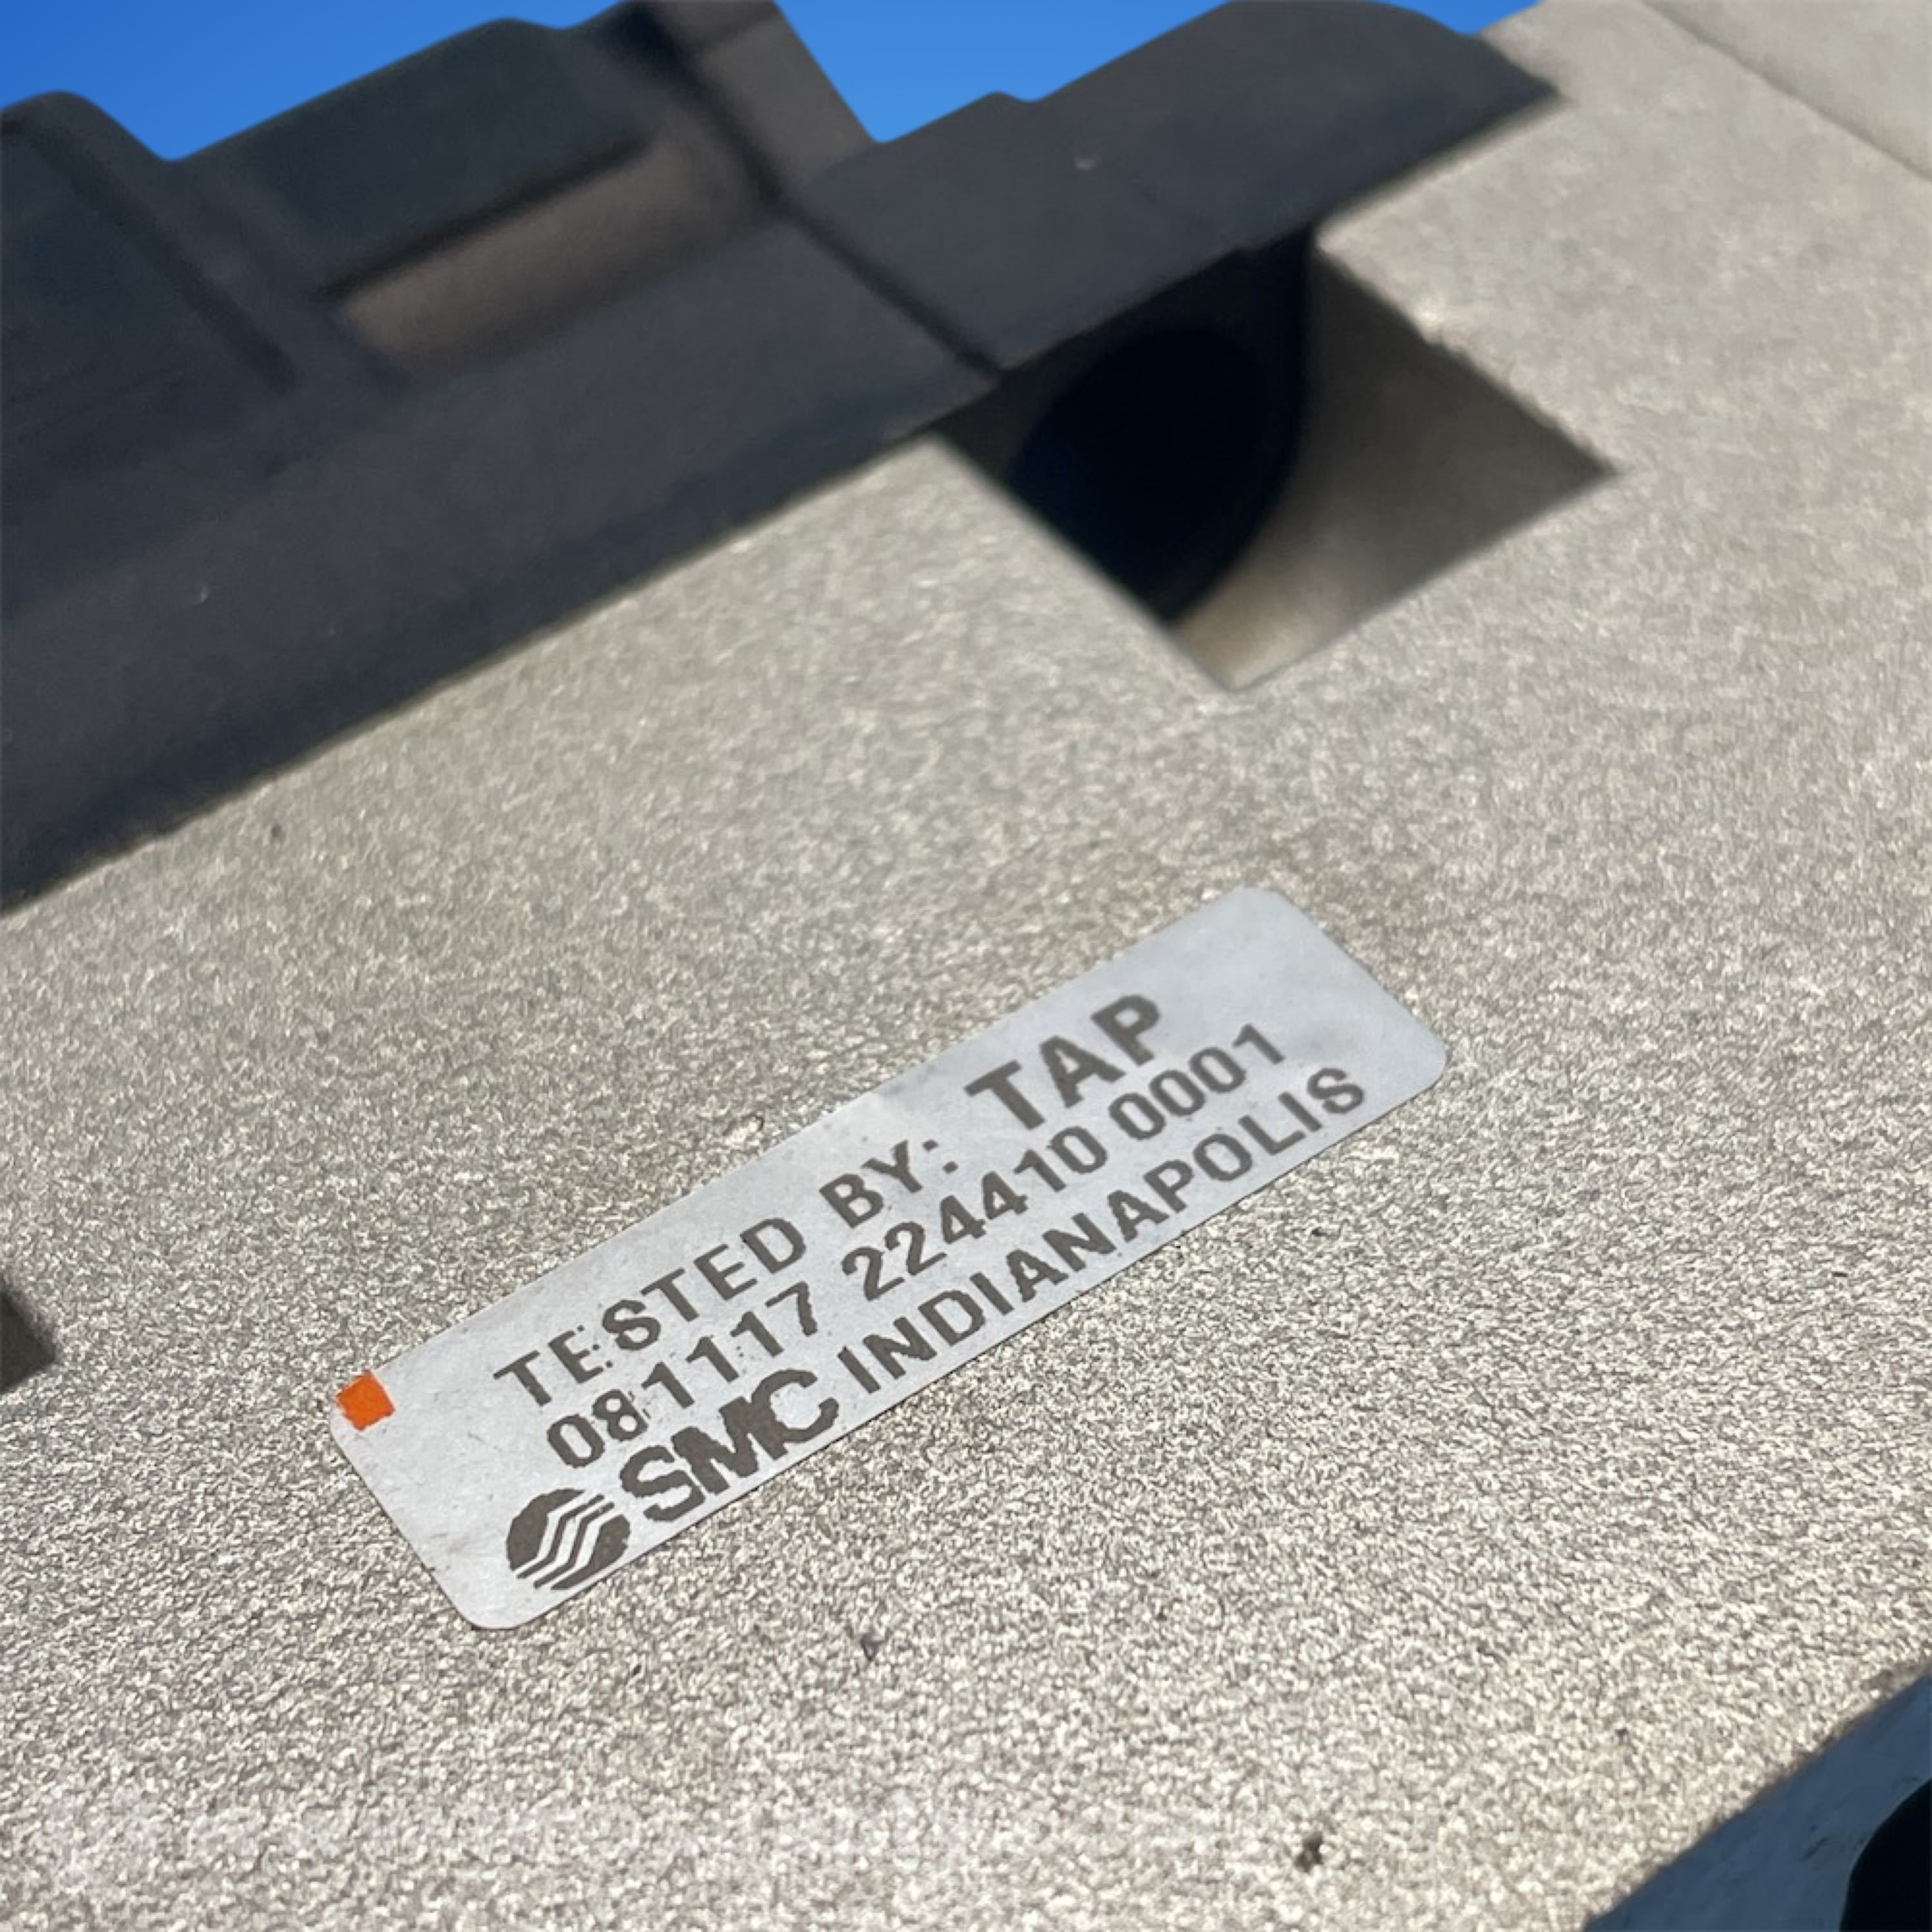 TESTED BY: TAP
081117 224410 0001
SMC INDIANAPOLIS